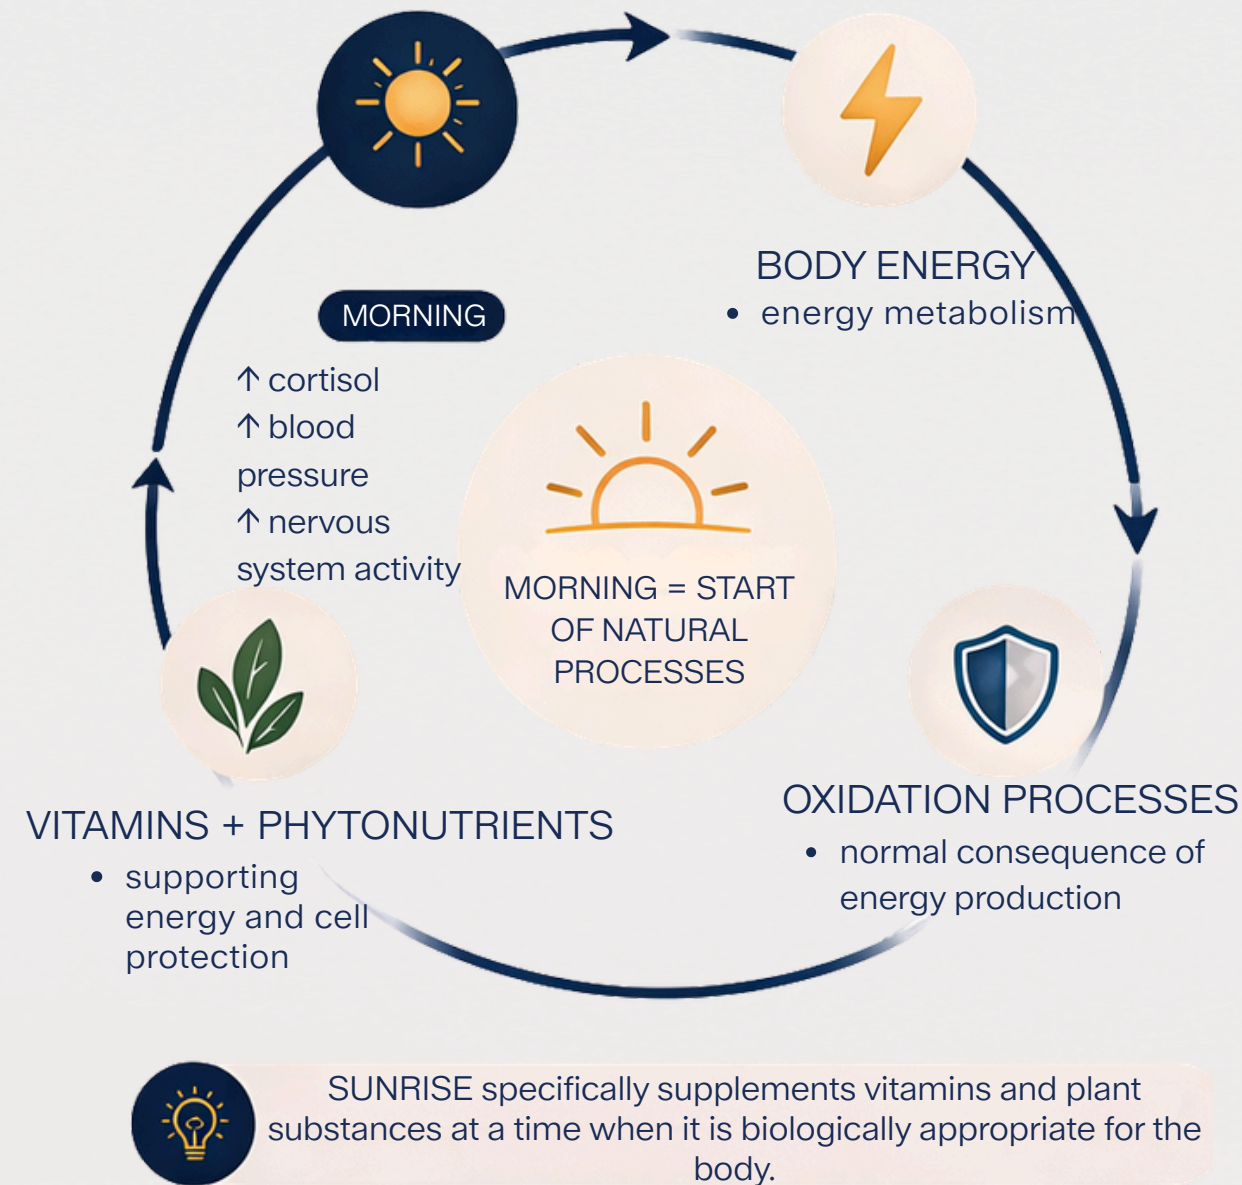 BODY ENERGY
• energy metabolism
MORNING
↑ cortisol
↑ blood
pressure
↑ nervous
system activity
MORNING = START
OF NATURAL
PROCESSES
OXIDATION PROCESSES
• normal consequence of
energy production
VITAMINS + PHYTONUTRIENTS
• supporting
energy and cell
protection
SUNRISE specifically supplements vitamins and plant
substances at a time when it is biologically appropriate for the
body.